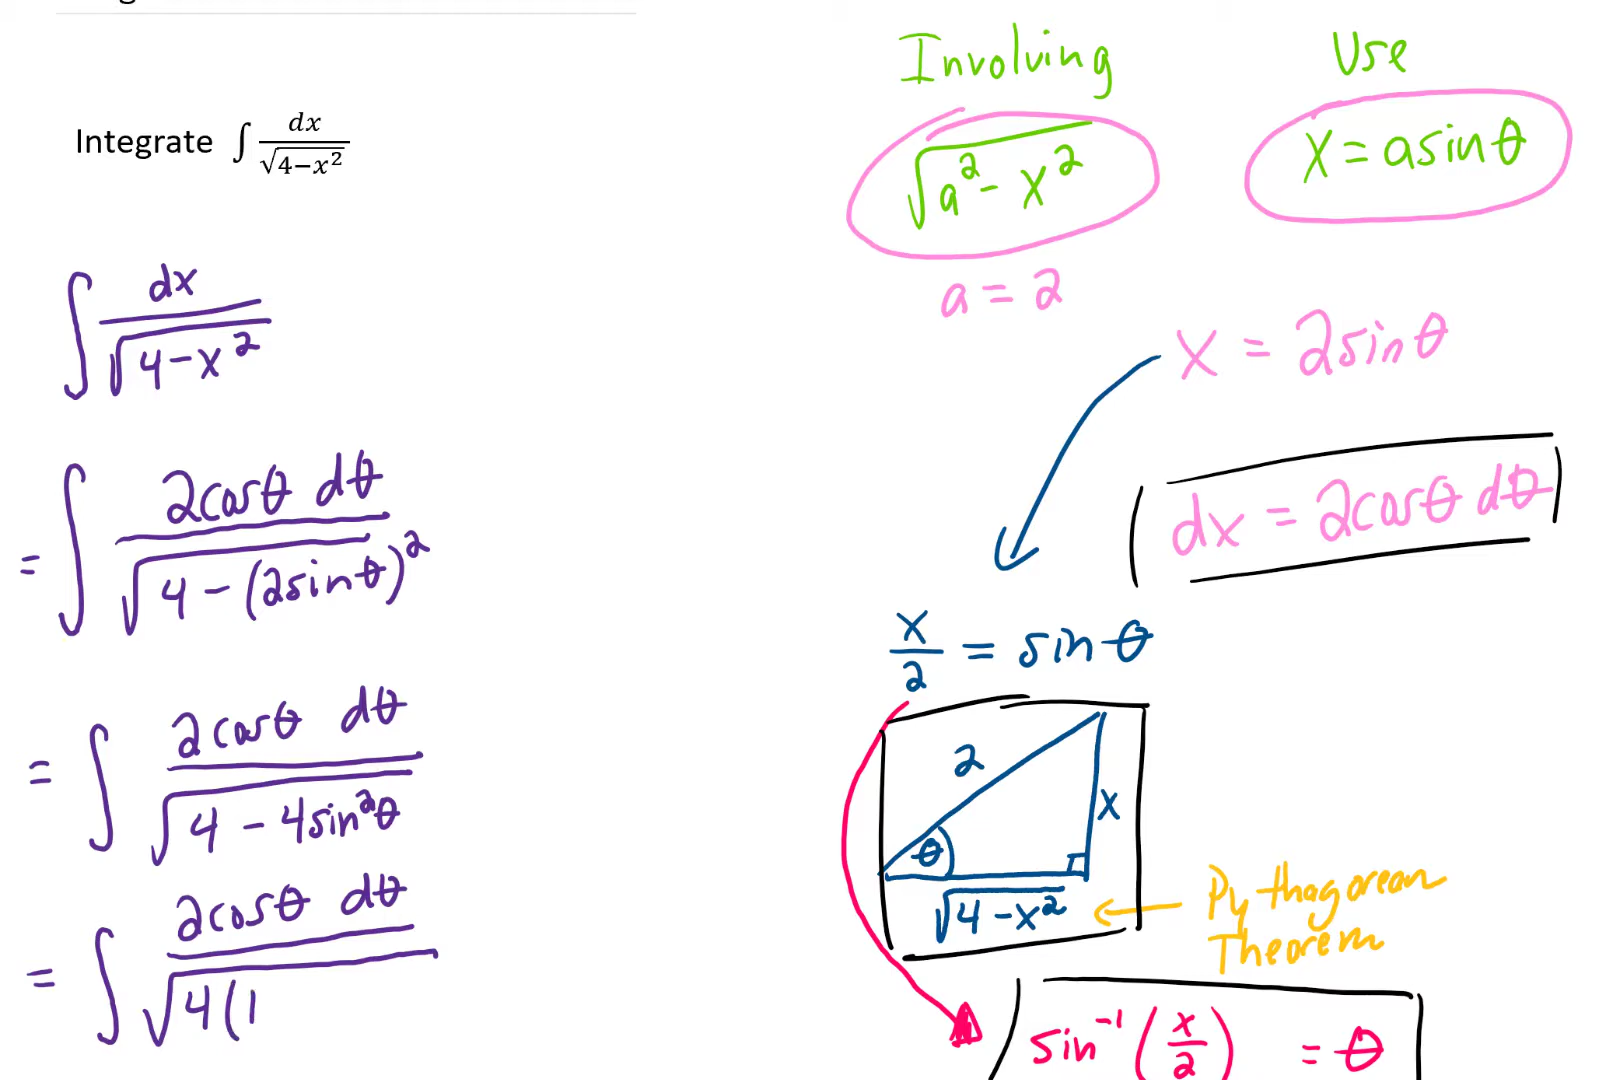 Integrate ∫ dx/√(4−x²)
∫ dx/√(4−x²)
= ∫ 2cosθ dθ/√(4−(2sinθ)²)
= ∫ 2cosθ dθ/√(4−4sin²θ)
= ∫ 2cosθ dθ/√(4(1
Involving Use
√(a²−x²) x = asinθ
a = 2
x = 2sinθ
dx = 2cosθ dθ
x/2 = sinθ
2
x
θ
√(4−x²)
Pythagorean
Theorem
sin⁻¹(x/2) = θ